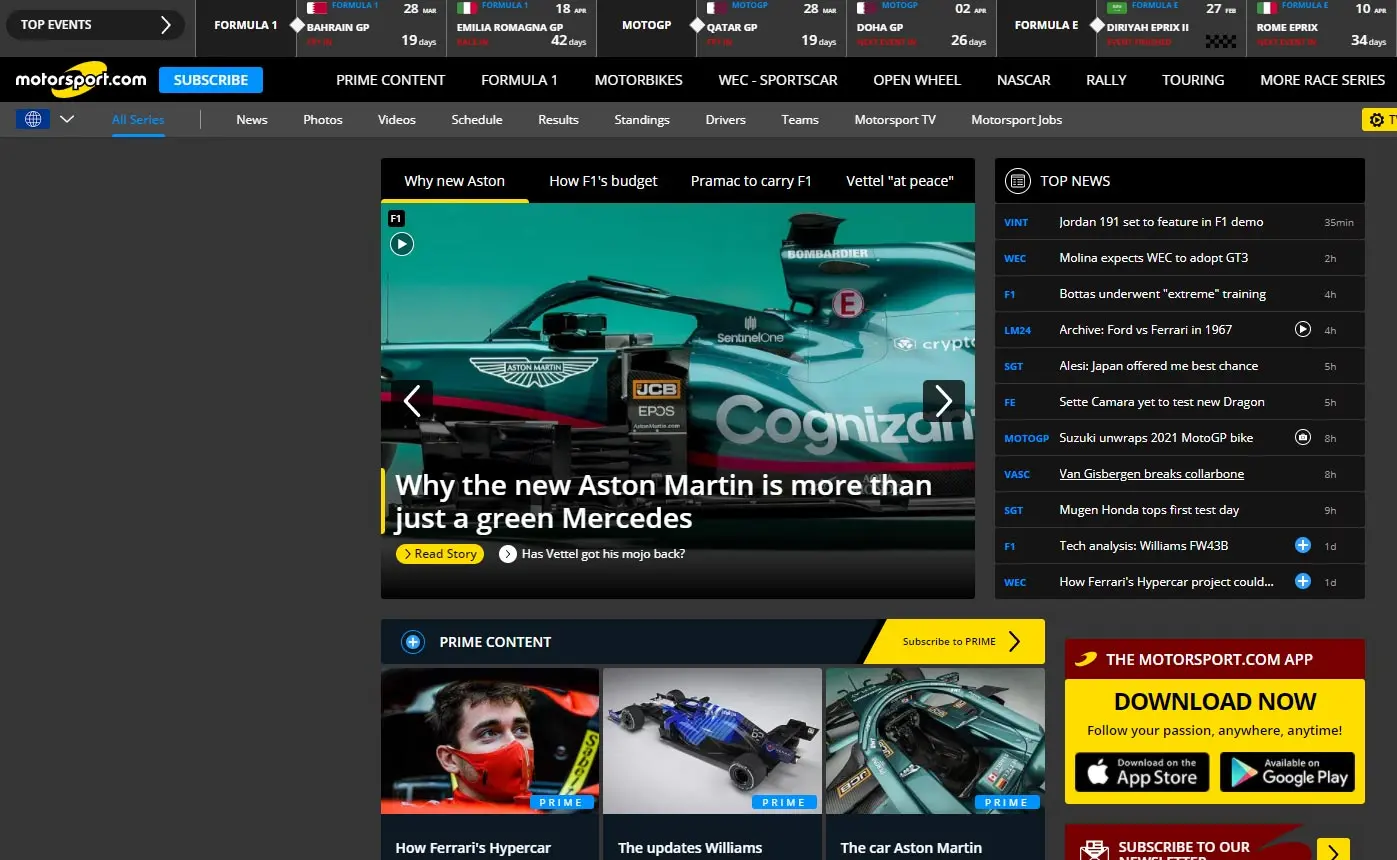 TOP EVENTS
FORMULA 1
FORMULA 1
28 MAR
BAHRAIN GP
19 days
FORMULA 1
18 APR
EMILIA ROMAGNA GP
42 days
MOTOGP
MOTOGP
28 MAR
QATAR GP
19 days
MOTOGP
02 APR
DOHA GP
NEXT EVENT IN
26 days
FORMULA E
FORMULA E
27 FEB
DIRIYAH EPRIX II
EVENT FINISHED
FORMULA E
10 APR
ROME EPRIX
NEXT EVENT IN
34 days
motorsport.com
SUBSCRIBE
PRIME CONTENT
FORMULA 1
MOTORBIKES
WEC - SPORTSCAR
OPEN WHEEL
NASCAR
RALLY
TOURING
MORE RACE SERIES
All Series
News
Photos
Videos
Schedule
Results
Standings
Drivers
Teams
Motorsport TV
Motorsport Jobs
Why new Aston
How F1's budget
Pramac to carry F1
Vettel "at peace"
F1
BOMBARDIER
E
SentinelOne
crypto
ASTON MARTIN
JCB
EPOS
AstonMartin.com
Cognizant
Why the new Aston Martin is more than
just a green Mercedes
Read Story
Has Vettel got his mojo back?
TOP NEWS
VINT Jordan 191 set to feature in F1 demo 35min
WEC Molina expects WEC to adopt GT3 2h
F1 Bottas underwent "extreme" training 4h
LM24 Archive: Ford vs Ferrari in 1967 4h
SGT Alesi: Japan offered me best chance 5h
FE Sette Camara yet to test new Dragon 5h
MOTOGP Suzuki unwraps 2021 MotoGP bike 8h
VASC Van Gisbergen breaks collarbone 8h
SGT Mugen Honda tops first test day 9h
F1 Tech analysis: Williams FW43B 1d
WEC How Ferrari's Hypercar project could... 1d
PRIME CONTENT
Subscribe to PRIME
PRIME
PRIME
JCB
PRIME
How Ferrari's Hypercar
The updates Williams
The car Aston Martin
THE MOTORSPORT.COM APP
DOWNLOAD NOW
Follow your passion, anywhere, anytime!
Download on the
App Store
Available on
Google Play
SUBSCRIBE TO OUR
NEWSLETTER